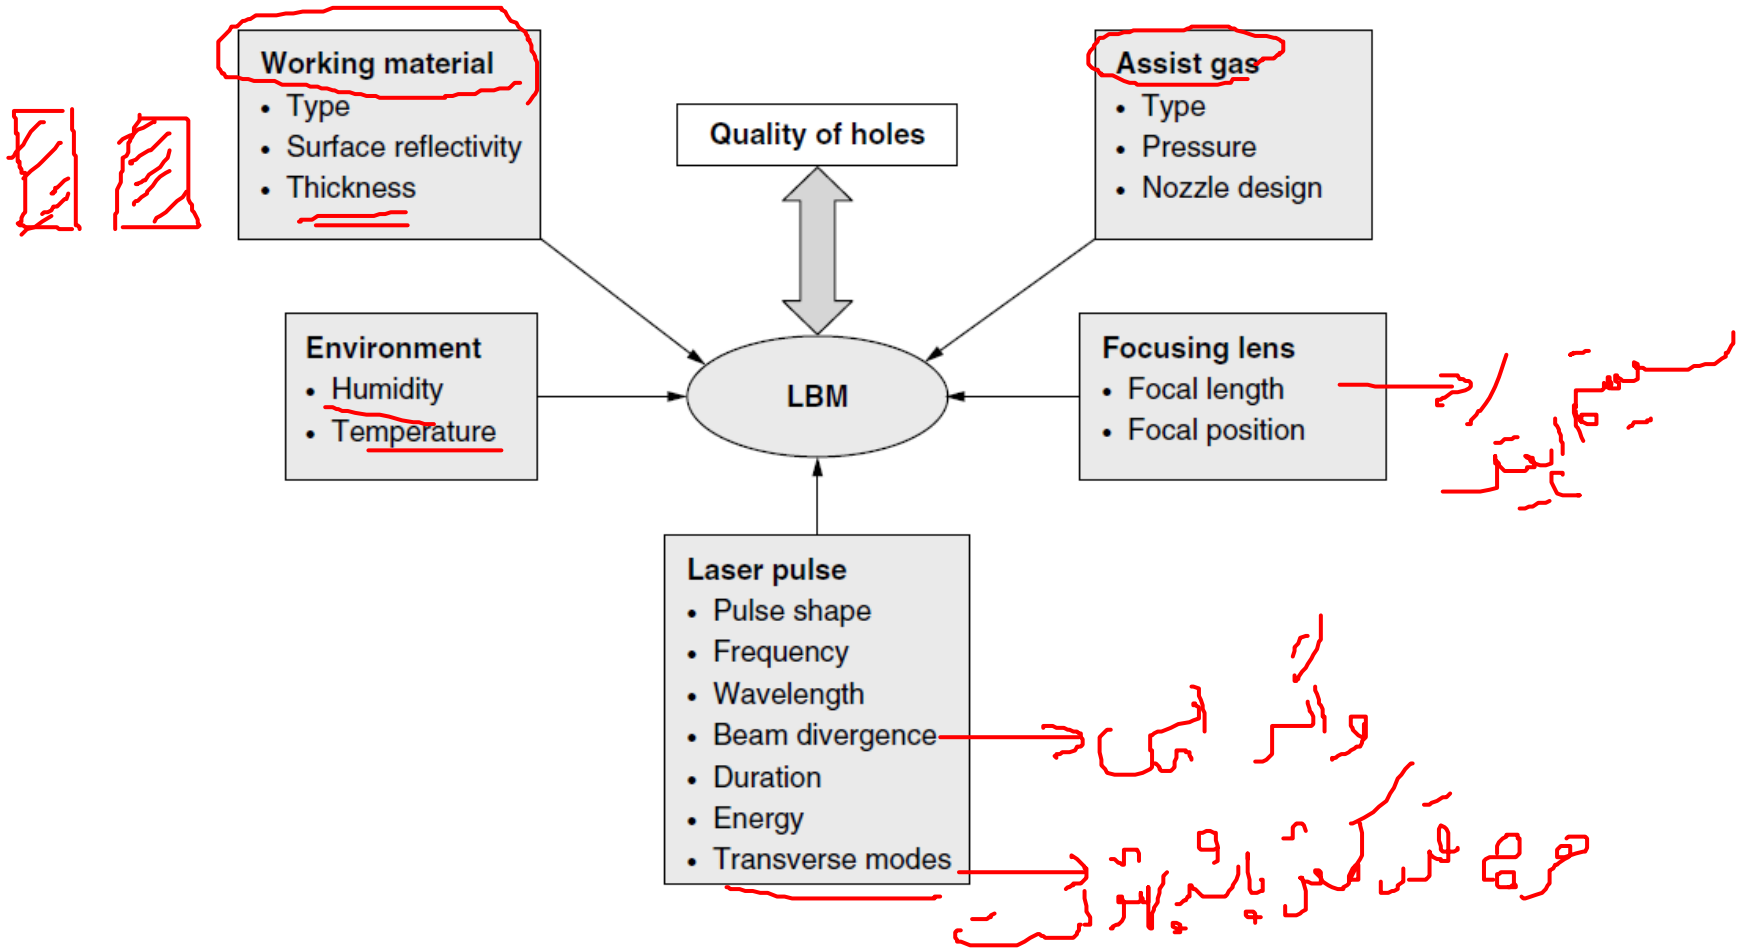 Working material
• Type
• Surface reflectivity
• Thickness
Quality of holes
Assist gas
• Type
• Pressure
• Nozzle design
Environment
• Humidity
• Temperature
LBM
Focusing lens
• Focal length
• Focal position
Laser pulse
• Pulse shape
• Frequency
• Wavelength
• Beam divergence
• Duration
• Energy
• Transverse modes